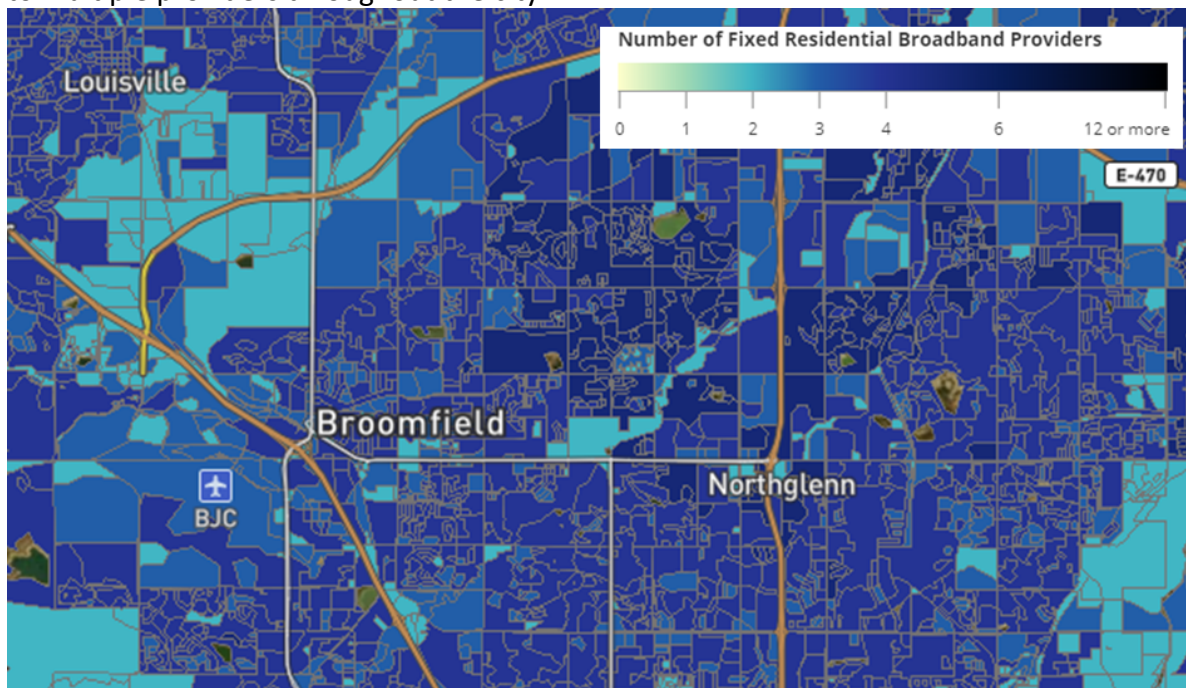 Number of Fixed Residential Broadband Providers
0 1 2 3 4 6 12 or more
Louisville
E-470
Broomfield
Northglenn
BJC